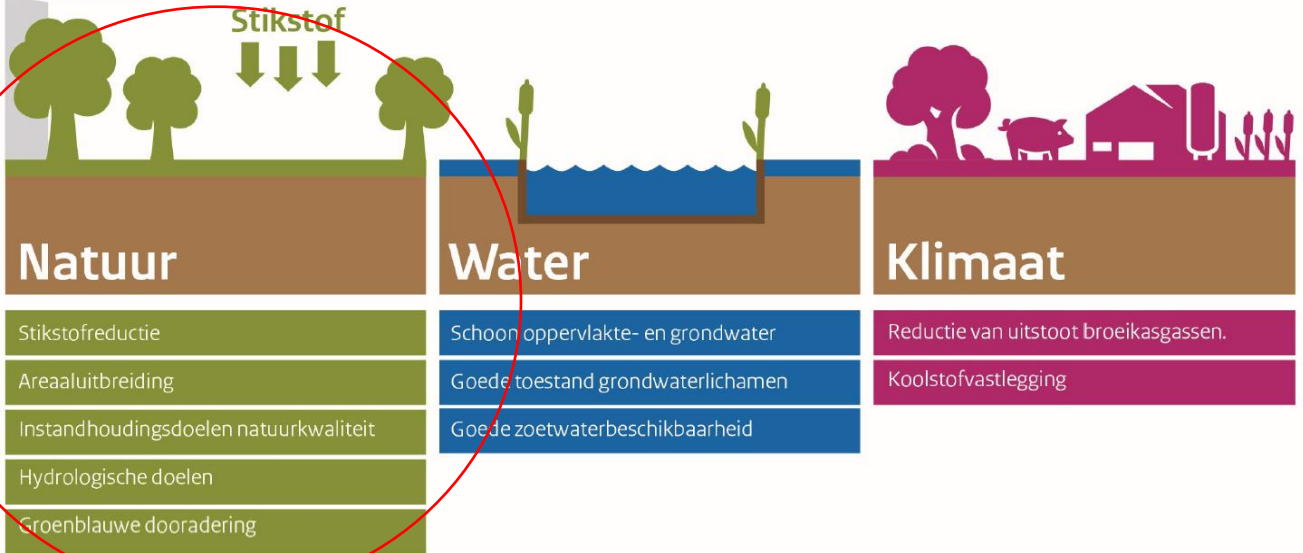 Stikstof
Natuur
Stikstofreductie
Areaaluitbreiding
Instandhoudingsdoelen natuurkwaliteit
Hydrologische doelen
Groenblauwe dooradering
Water
Schoon oppervlakte- en grondwater
Goede toestand grondwaterlichamen
Goede zoetwaterbeschikbaarheid
Klimaat
Reductie van uitstoot broeikasgassen.
Koolstofvastlegging